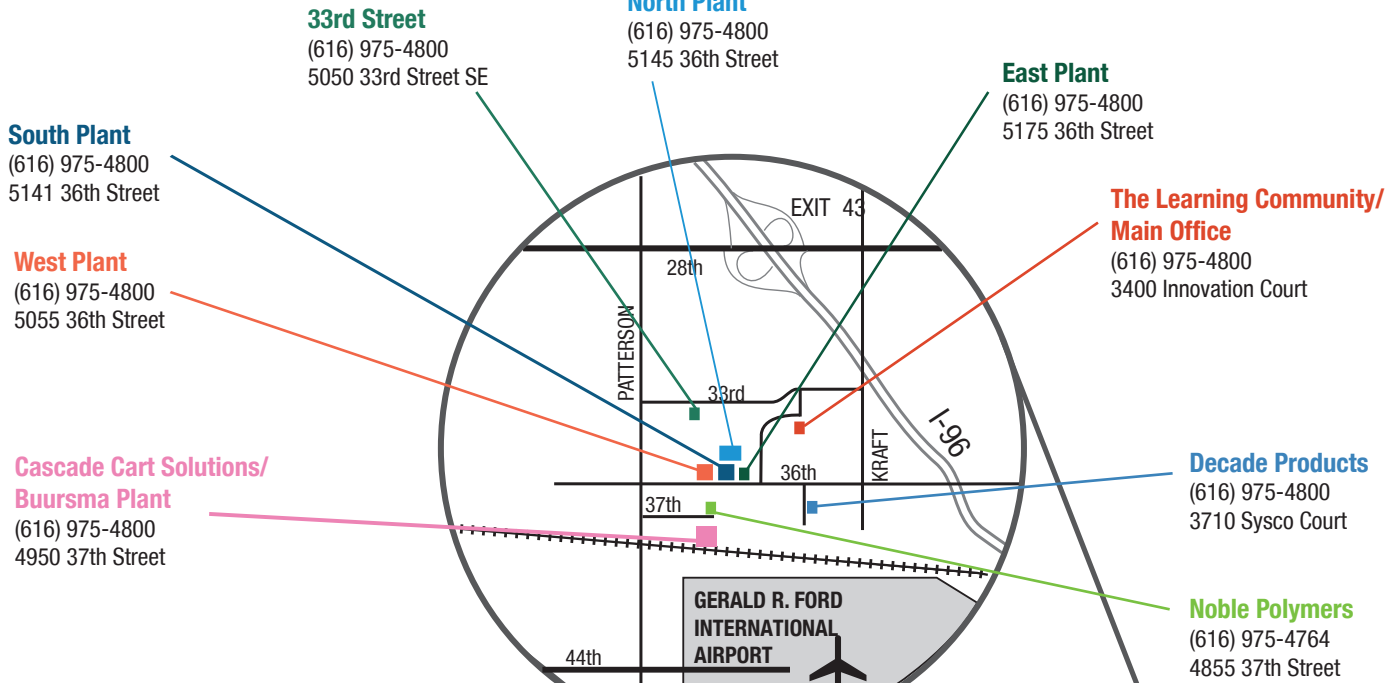 North Plant
(616) 975-4800
5145 36th Street
33rd Street
(616) 975-4800
5050 33rd Street SE
East Plant
(616) 975-4800
5175 36th Street
South Plant
(616) 975-4800
5141 36th Street
The Learning Community/
Main Office
(616) 975-4800
3400 Innovation Court
West Plant
(616) 975-4800
5055 36th Street
Cascade Cart Solutions/
Buursma Plant
(616) 975-4800
4950 37th Street
Decade Products
(616) 975-4800
3710 Sysco Court
Noble Polymers
(616) 975-4764
4855 37th Street
EXIT 43
28th
PATTERSON
33rd
I-96
KRAFT
36th
37th
GERALD R. FORD
INTERNATIONAL
AIRPORT
44th